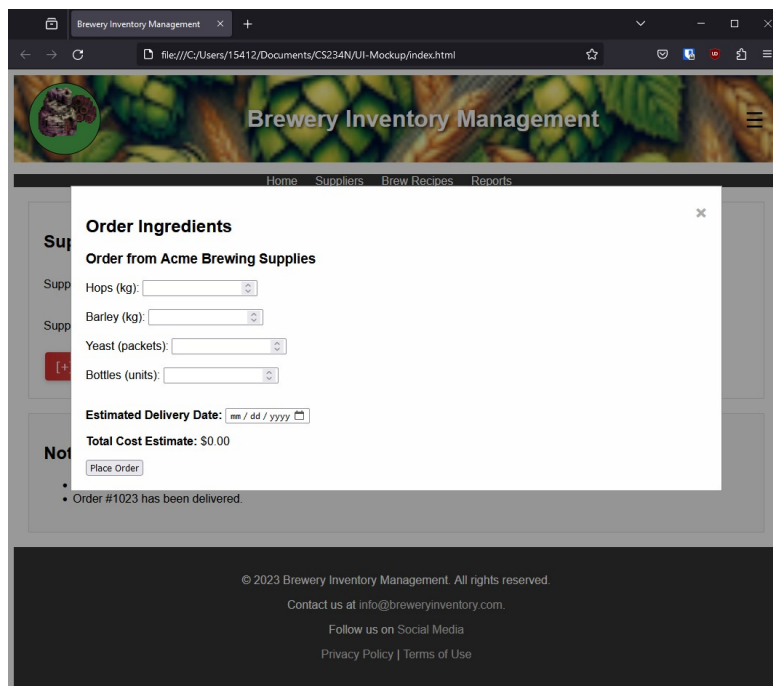 Brewery Inventory Management
file:///C:/Users/15412/Documents/CS234N/UI-Mockup/index.html
Brewery Inventory Management
Home Suppliers Brew Recipes Reports
Order Ingredients
Order from Acme Brewing Supplies
Sup
Hops (kg):
Supp
Barley (kg):
Supp
Yeast (packets):
[+]
Bottles (units):
Estimated Delivery Date: mm / dd / yyyy
Total Cost Estimate: $0.00
Not
Place Order
Order #1023 has been delivered.
© 2023 Brewery Inventory Management. All rights reserved.
Contact us at info@breweryinventory.com.
Follow us on Social Media
Privacy Policy | Terms of Use